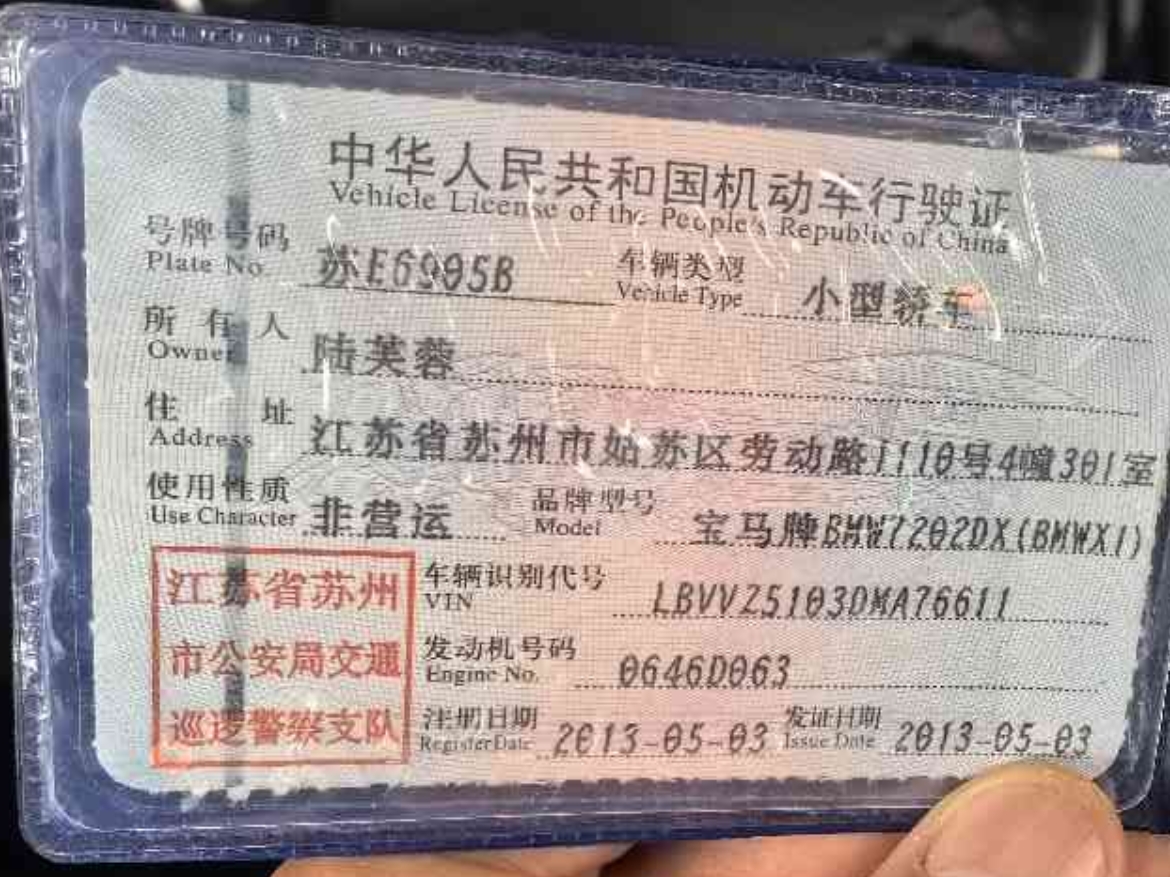 中华人民共和国机动车行驶证
Vehicle License of the People's Republic of China
号牌号码 苏E6905B 车辆类型 小型轿车
Plate No. Vehicle Type
所有人 陆芙蓉
Owner
住址 江苏省苏州市姑苏区劳动路1110号4幢301室
Address
使用性质 非营运 品牌型号 宝马牌BMW7202DX(BMWX1)
Use Character Model
江苏省苏州
市公安局交通
巡逻警察支队
车辆识别代号 LBVVZ5103DMA76611
VIN
发动机号码 0646D063
Engine No.
注册日期 2013-05-03 发证日期 2013-05-03
Register Date Issue Date